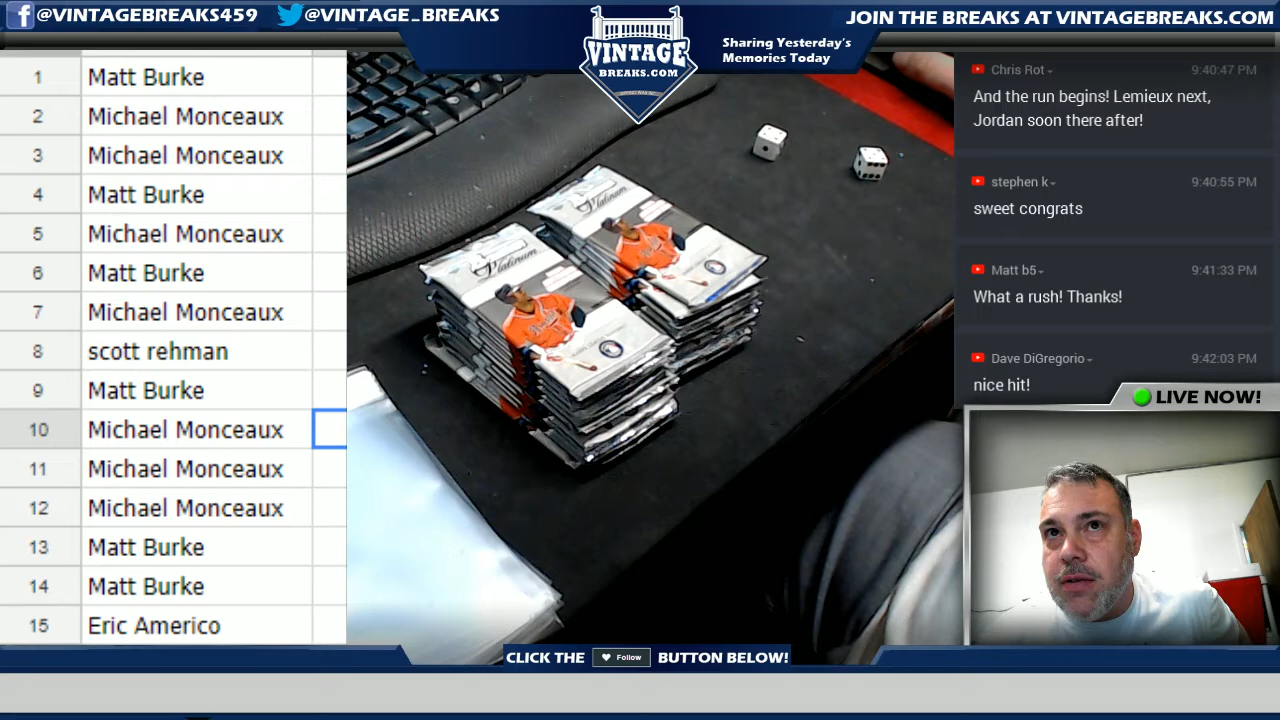 @VINTAGEBREAKS459
@VINTAGE_BREAKS
VINTAGE
BREAKS.COM
Sharing Yesterday's
Memories Today
JOIN THE BREAKS AT VINTAGEBREAKS.COM
1 Matt Burke
2 Michael Monceaux
3 Michael Monceaux
4 Matt Burke
5 Michael Monceaux
6 Matt Burke
7 Michael Monceaux
8 scott rehman
9 Matt Burke
10 Michael Monceaux
11 Michael Monceaux
12 Michael Monceaux
13 Matt Burke
14 Matt Burke
15 Eric Americo
Platinum
Platinum
Chris Rot 9:40:47 PM
And the run begins! Lemieux next,
Jordan soon there after!
stephen k 9:40:55 PM
sweet congrats
Matt b5 9:41:33 PM
What a rush! Thanks!
Dave DiGregorio 9:42:03 PM
nice hit!
LIVE NOW!
CLICK THE Follow BUTTON BELOW!